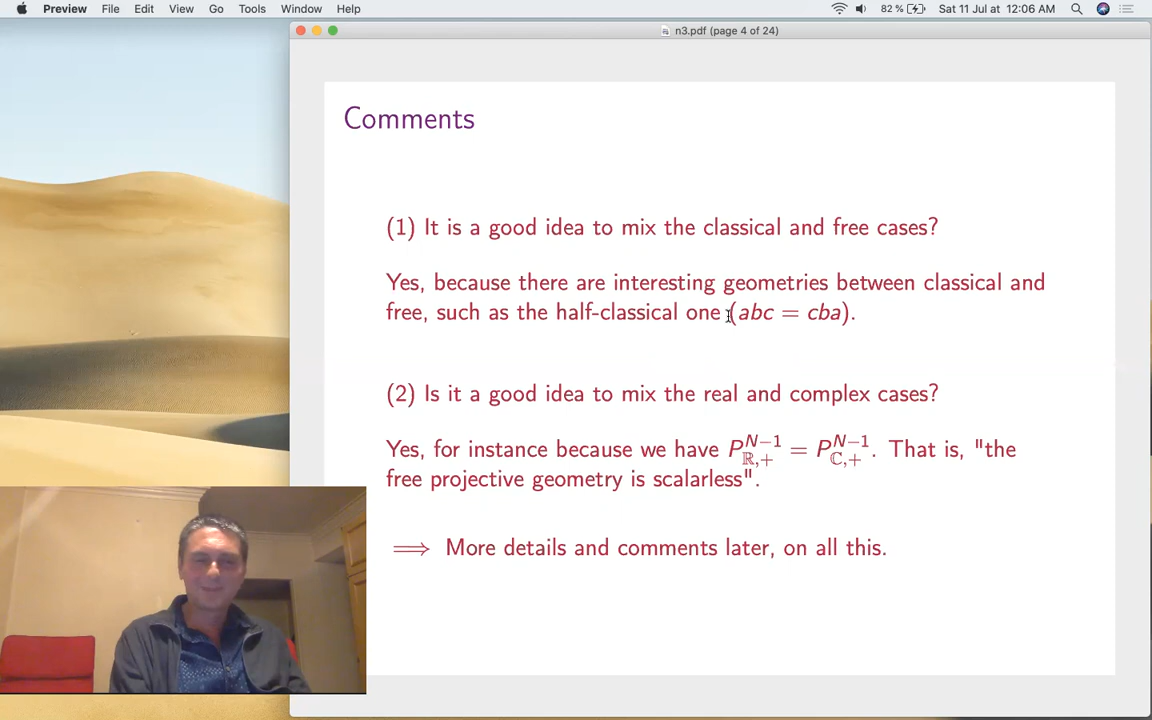 Preview File Edit View Go Tools Window Help 82 % Sat 11 Jul at 12:06 AM
n3.pdf (page 4 of 24)
Comments
(1) It is a good idea to mix the classical and free cases?
Yes, because there are interesting geometries between classical and
free, such as the half-classical one (abc = cba).
(2) Is it a good idea to mix the real and complex cases?
Yes, for instance because we have P^{N−1}_{ℝ,+} = P^{N−1}_{ℂ,+}. That is, "the
free projective geometry is scalarless".
⟹ More details and comments later, on all this.